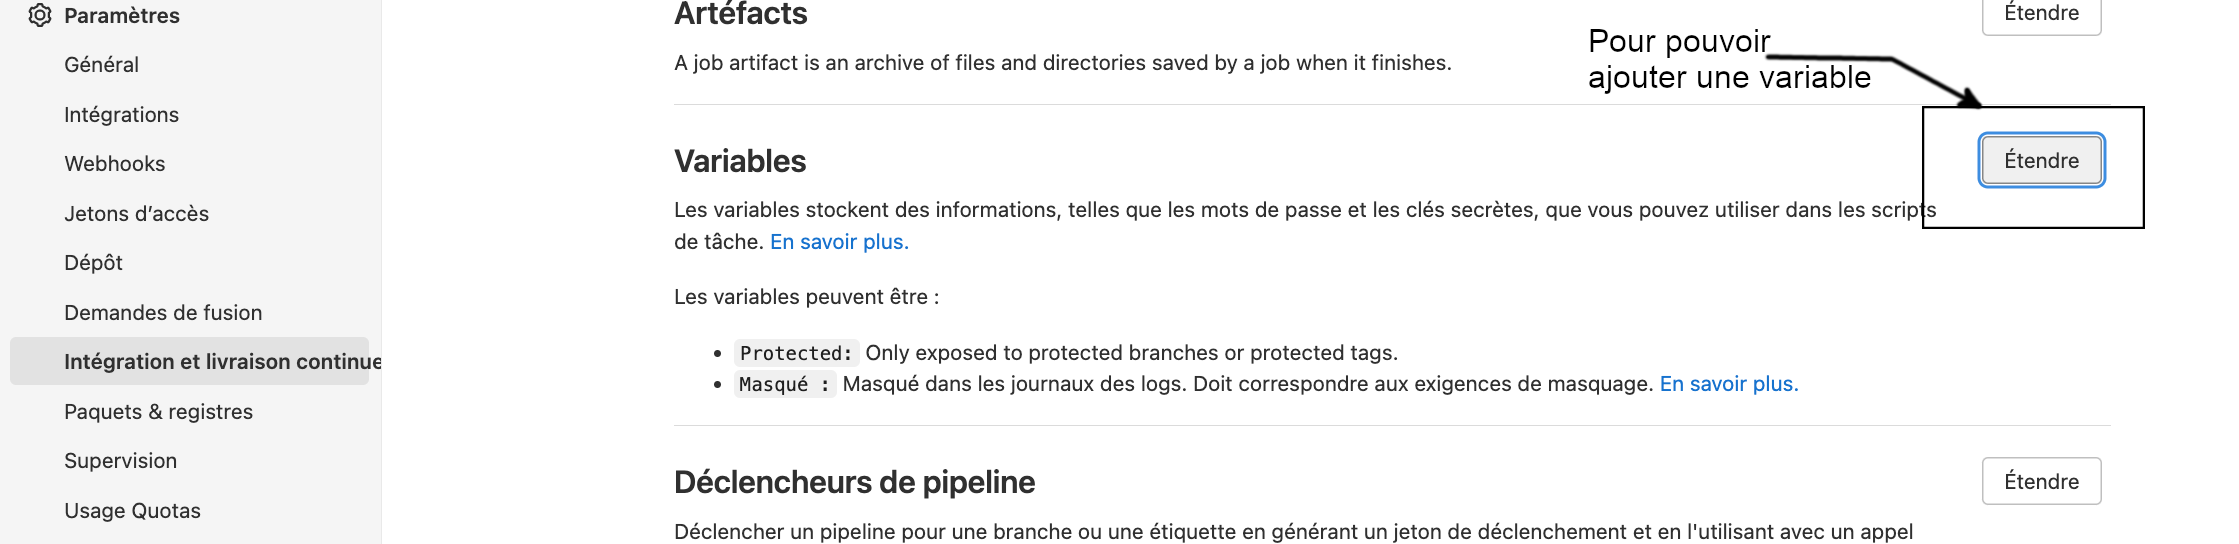 Paramètres
Général
Intégrations
Webhooks
Jetons d’accès
Dépôt
Demandes de fusion
Intégration et livraison continue
Paquets & registres
Supervision
Usage Quotas
Artéfacts
Étendre
A job artifact is an archive of files and directories saved by a job when it finishes.
Pour pouvoir
ajouter une variable
Variables
Étendre
Les variables stockent des informations, telles que les mots de passe et les clés secrètes, que vous pouvez utiliser dans les scripts
de tâche. En savoir plus.
Les variables peuvent être :
• Protected: Only exposed to protected branches or protected tags.
• Masqué : Masqué dans les journaux des logs. Doit correspondre aux exigences de masquage. En savoir plus.
Déclencheurs de pipeline
Étendre
Déclencher un pipeline pour une branche ou une étiquette en générant un jeton de déclenchement et en l'utilisant avec un appel